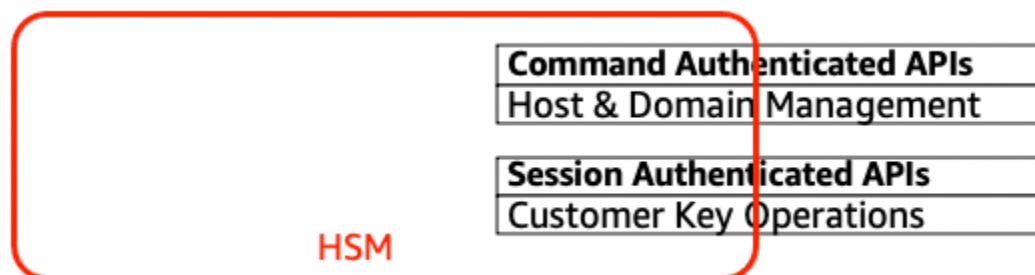 Command Authenticated APIs
Host & Domain Management
Session Authenticated APIs
Customer Key Operations
HSM